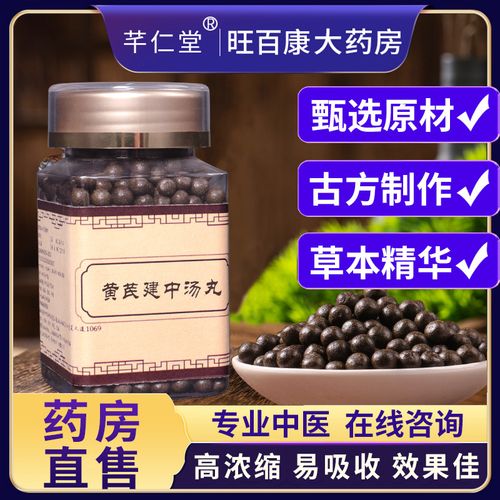 芊仁堂® 旺百康大药房
甄选原材
古方制作
草本精华
黄芪建中汤丸
1069
药房
直售
专业中医 在线咨询
高浓缩 易吸收 效果佳